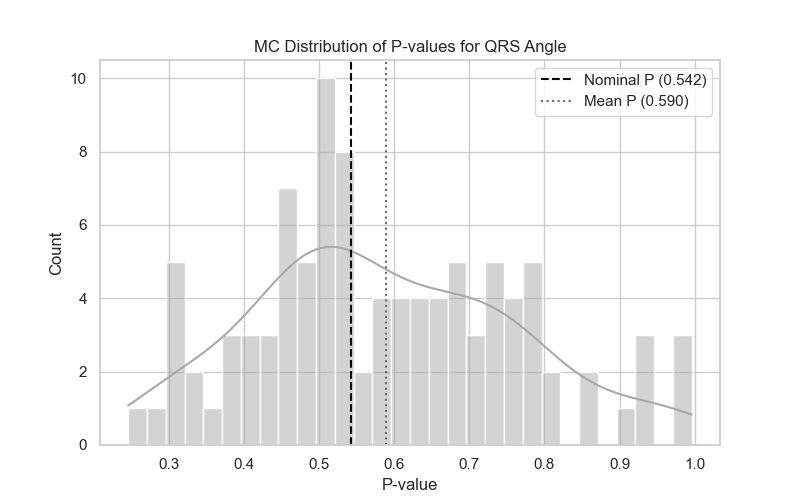 MC Distribution of P-values for QRS Angle
Nominal P (0.542)
Mean P (0.590)
Count
10
8
6
4
2
0
0.3 0.4 0.5 0.6 0.7 0.8 0.9 1.0
P-value